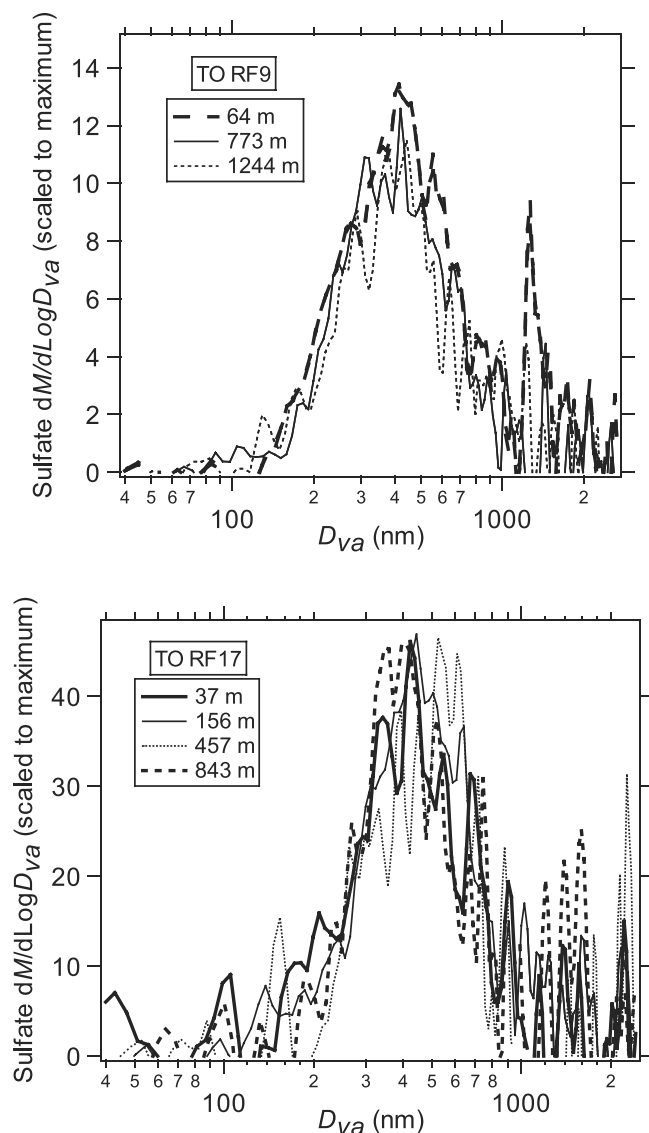 TO RF9
64 m
773 m
1244 m
Sulfate dM/dLogDva (scaled to maximum)
14
12
10
8
6
4
2
0
4 5 6 7 2 3 4 5 6 7 2
100 1000
Dva (nm)
TO RF17
37 m
156 m
457 m
843 m
Sulfate dM/dLogDva (scaled to maximum)
40
30
20
10
0
4 5 6 7 8 2 3 4 5 6 7 8 2
100 1000
Dva (nm)